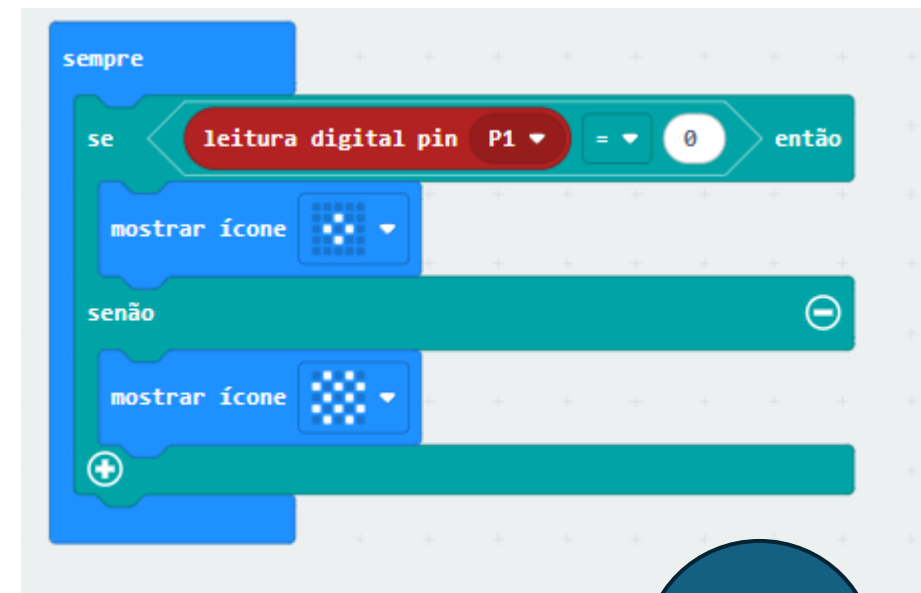 sempre
se leitura digital pin P1 = 0 então
mostrar ícone
senão
mostrar ícone